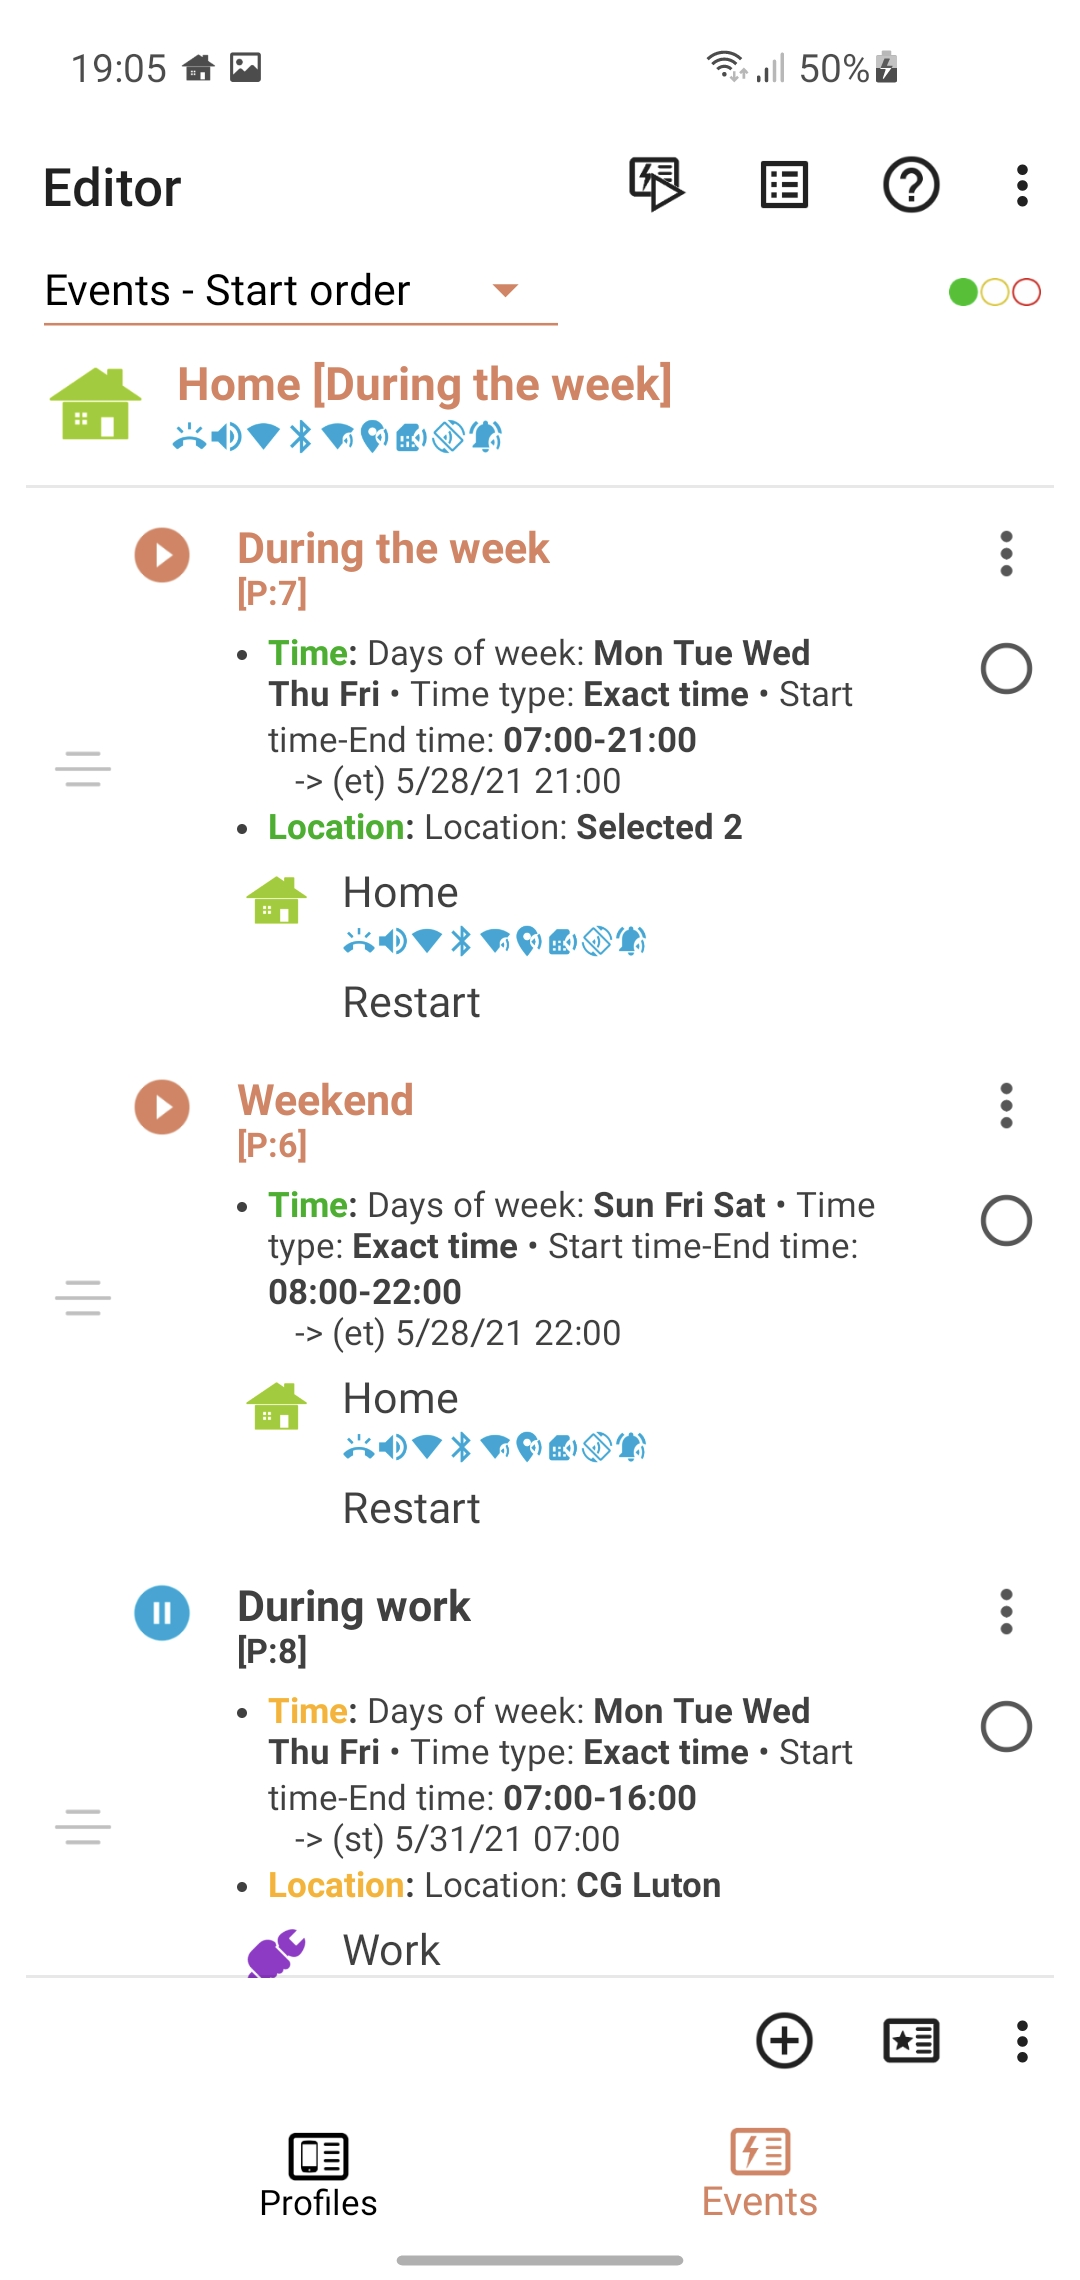 19:05
50%
Editor
Events - Start order
Home [During the week]
During the week
[P:7]
• Time: Days of week: Mon Tue Wed
Thu Fri • Time type: Exact time • Start
time-End time: 07:00-21:00
-> (et) 5/28/21 21:00
• Location: Location: Selected 2
Home
Restart
Weekend
[P:6]
• Time: Days of week: Sun Fri Sat • Time
type: Exact time • Start time-End time:
08:00-22:00
-> (et) 5/28/21 22:00
Home
Restart
During work
[P:8]
• Time: Days of week: Mon Tue Wed
Thu Fri • Time type: Exact time • Start
time-End time: 07:00-16:00
-> (st) 5/31/21 07:00
• Location: Location: CG Luton
Work
Profiles
Events